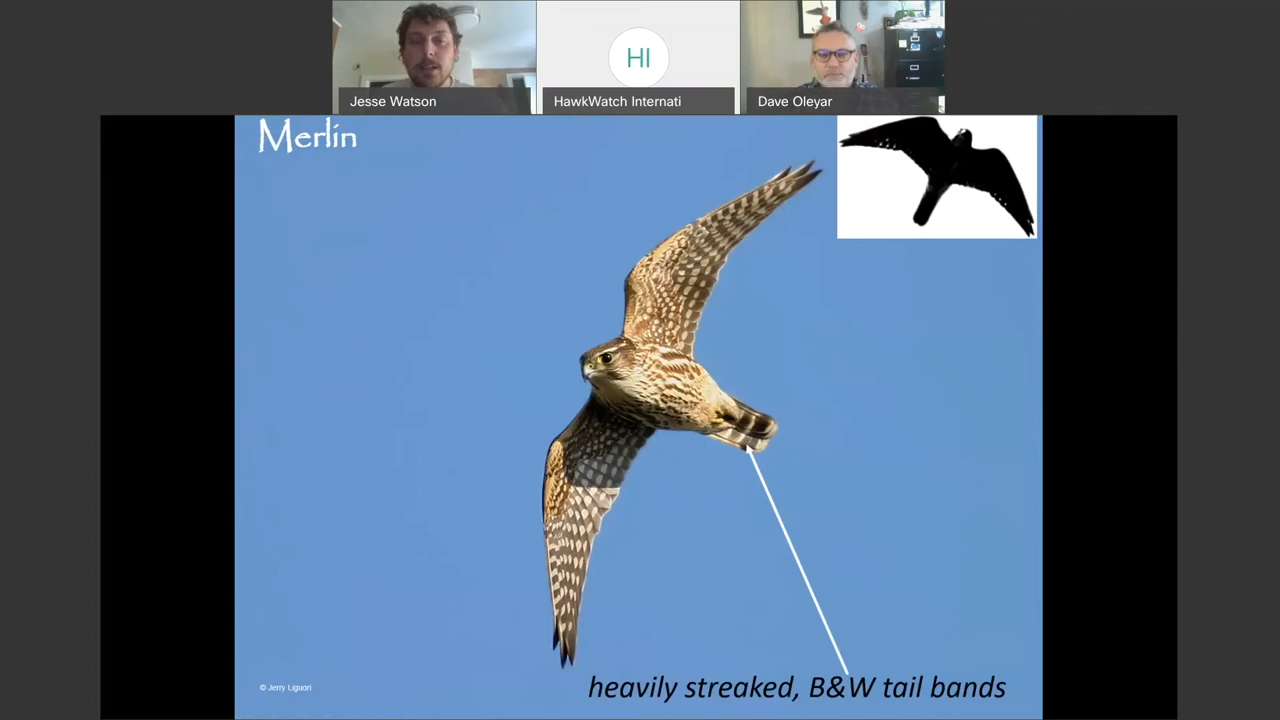 HI
Jesse Watson
HawkWatch Internati
Dave Oleyar
Merlin
© Jerry Liguori
heavily streaked, B&W tail bands